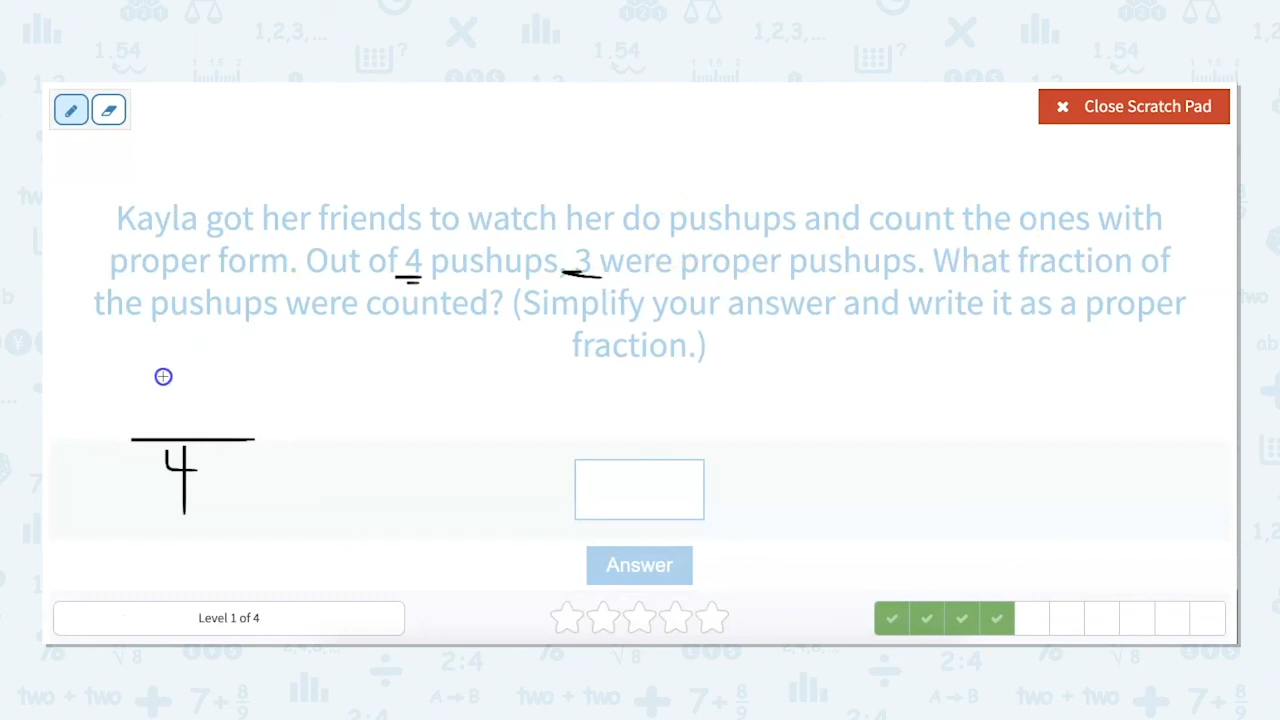 Close Scratch Pad
Kayla got her friends to watch her do pushups and count the ones with
proper form. Out of 4 pushups, 3 were proper pushups. What fraction of
the pushups were counted? (Simplify your answer and write it as a proper
fraction.)
4
Answer
Level 1 of 4